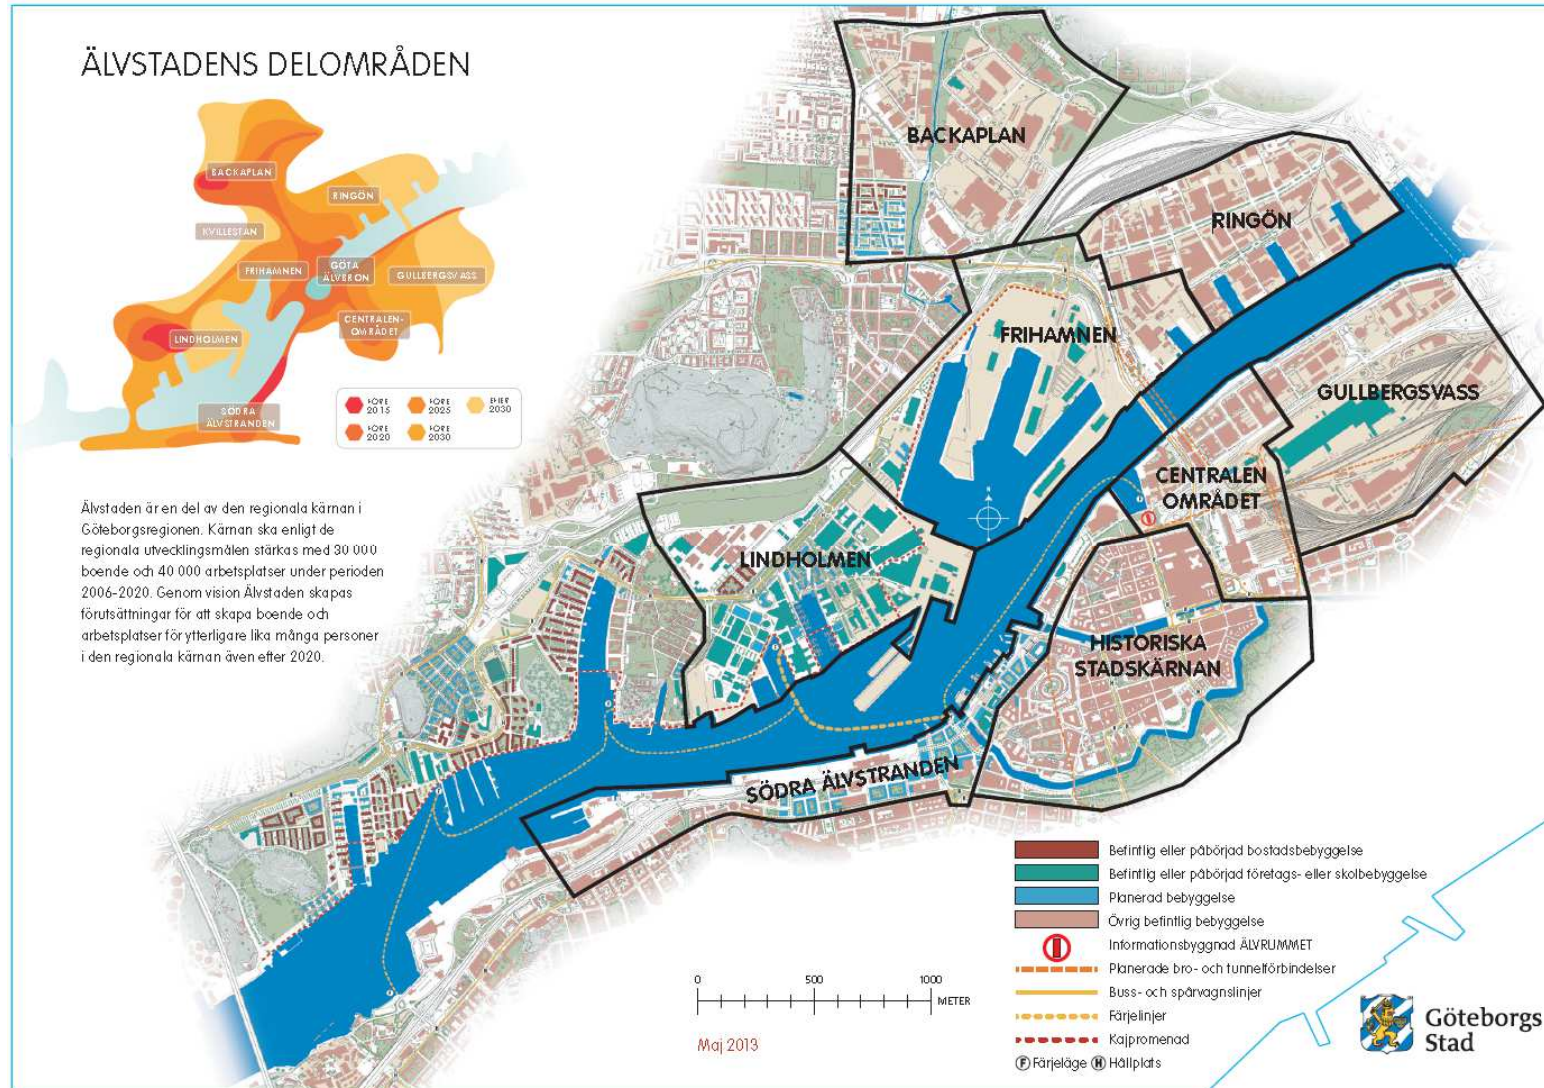 ÄLVSTADENS DELOMRÅDEN
BACKAPLAN
RINGÖN
KVILLESTAN
FRIHAMNEN
GÖTA
ÄLVBRON
GULLBERGSVASS
LINDHOLMEN
CENTRALEN-
OMRÅDET
SÖDRA
ÄLVSTRANDEN
FÖRE
2015
FÖRE
2025
EFTER
2030
FÖRE
2020
FÖRE
2030
Älvstaden är en del av den regionala kärnan i
Göteborgsregionen. Kärnan ska enligt de
regionala utvecklingsmålen stärkas med 30 000
boende och 40 000 arbetsplatser under perioden
2006-2020. Genom vision Älvstaden skapas
förutsättningar för att skapa boende och
arbetsplatser för ytterligare lika många personer
i den regionala kärnan även efter 2020.
BACKAPLAN
RINGÖN
FRIHAMNEN
GULLBERGSVASS
CENTRALEN
OMRÅDET
N
LINDHOLMEN
HISTORISKA
STADSKÄRNAN
SÖDRA ÄLVSTRANDEN
Befintlig eller påbörjad bostadsbebyggelse
Befintlig eller påbörjad företags- eller skolbebyggelse
Planerad bebyggelse
Övrig befintlig bebyggelse
Informationsbyggnad ÄLVRUMMET
Planerade bro- och tunnelförbindelser
Buss- och spårvagnslinjer
Färjelinjer
Kajpromenad
F Färjeläge H Hållplats
0 500 1000
METER
Maj 2013
Göteborgs
Stad